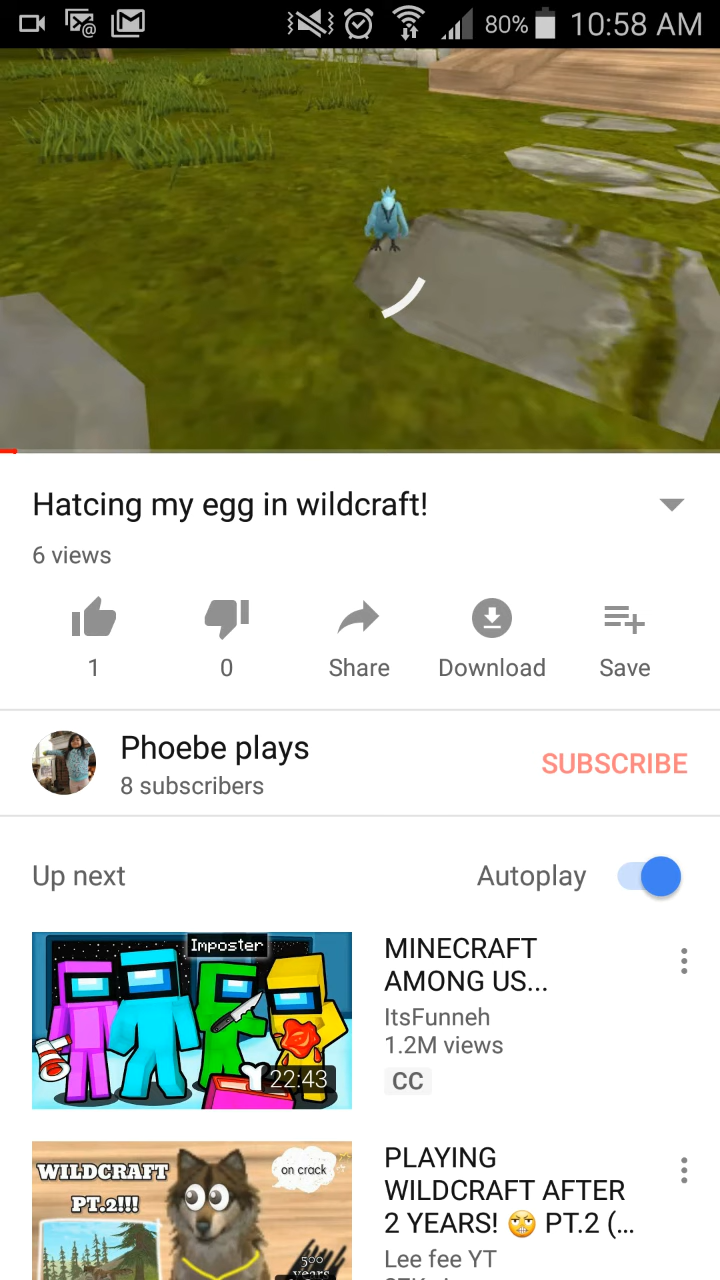 80% 10:58 AM
Hatcing my egg in wildcraft!
6 views
1
0
Share
Download
Save
Phoebe plays
8 subscribers
SUBSCRIBE
Up next
Autoplay
Imposter
22:43
MINECRAFT
AMONG US...
ItsFunneh
1.2M views
CC
WILDCRAFT
PT.2!!!
on crack
500
years
PLAYING
WILDCRAFT AFTER
2 YEARS! 😬 PT.2 (...
Lee fee YT